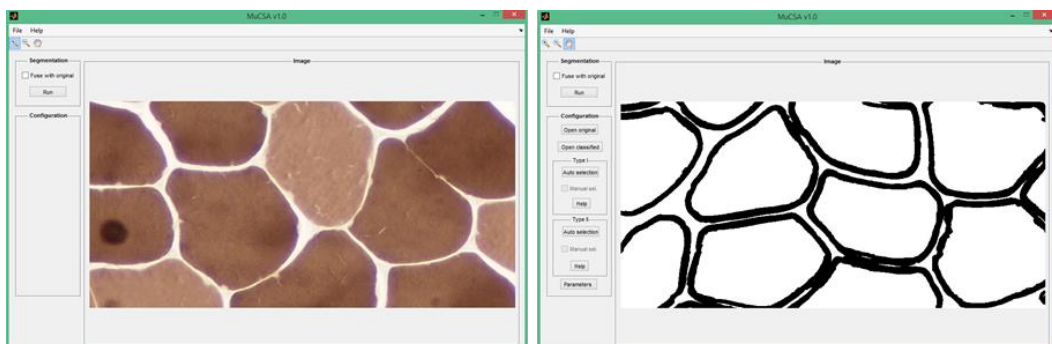 MuCSA v1.0
File Help
Segmentation
Fuse with original
Run
Configuration
Image
MuCSA v1.0
File Help
Segmentation
Fuse with original
Run
Configuration
Open original
Open classified
Type I
Auto selection
Manual sel.
Help
Type II
Auto selection
Manual sel.
Help
Parameters
Image